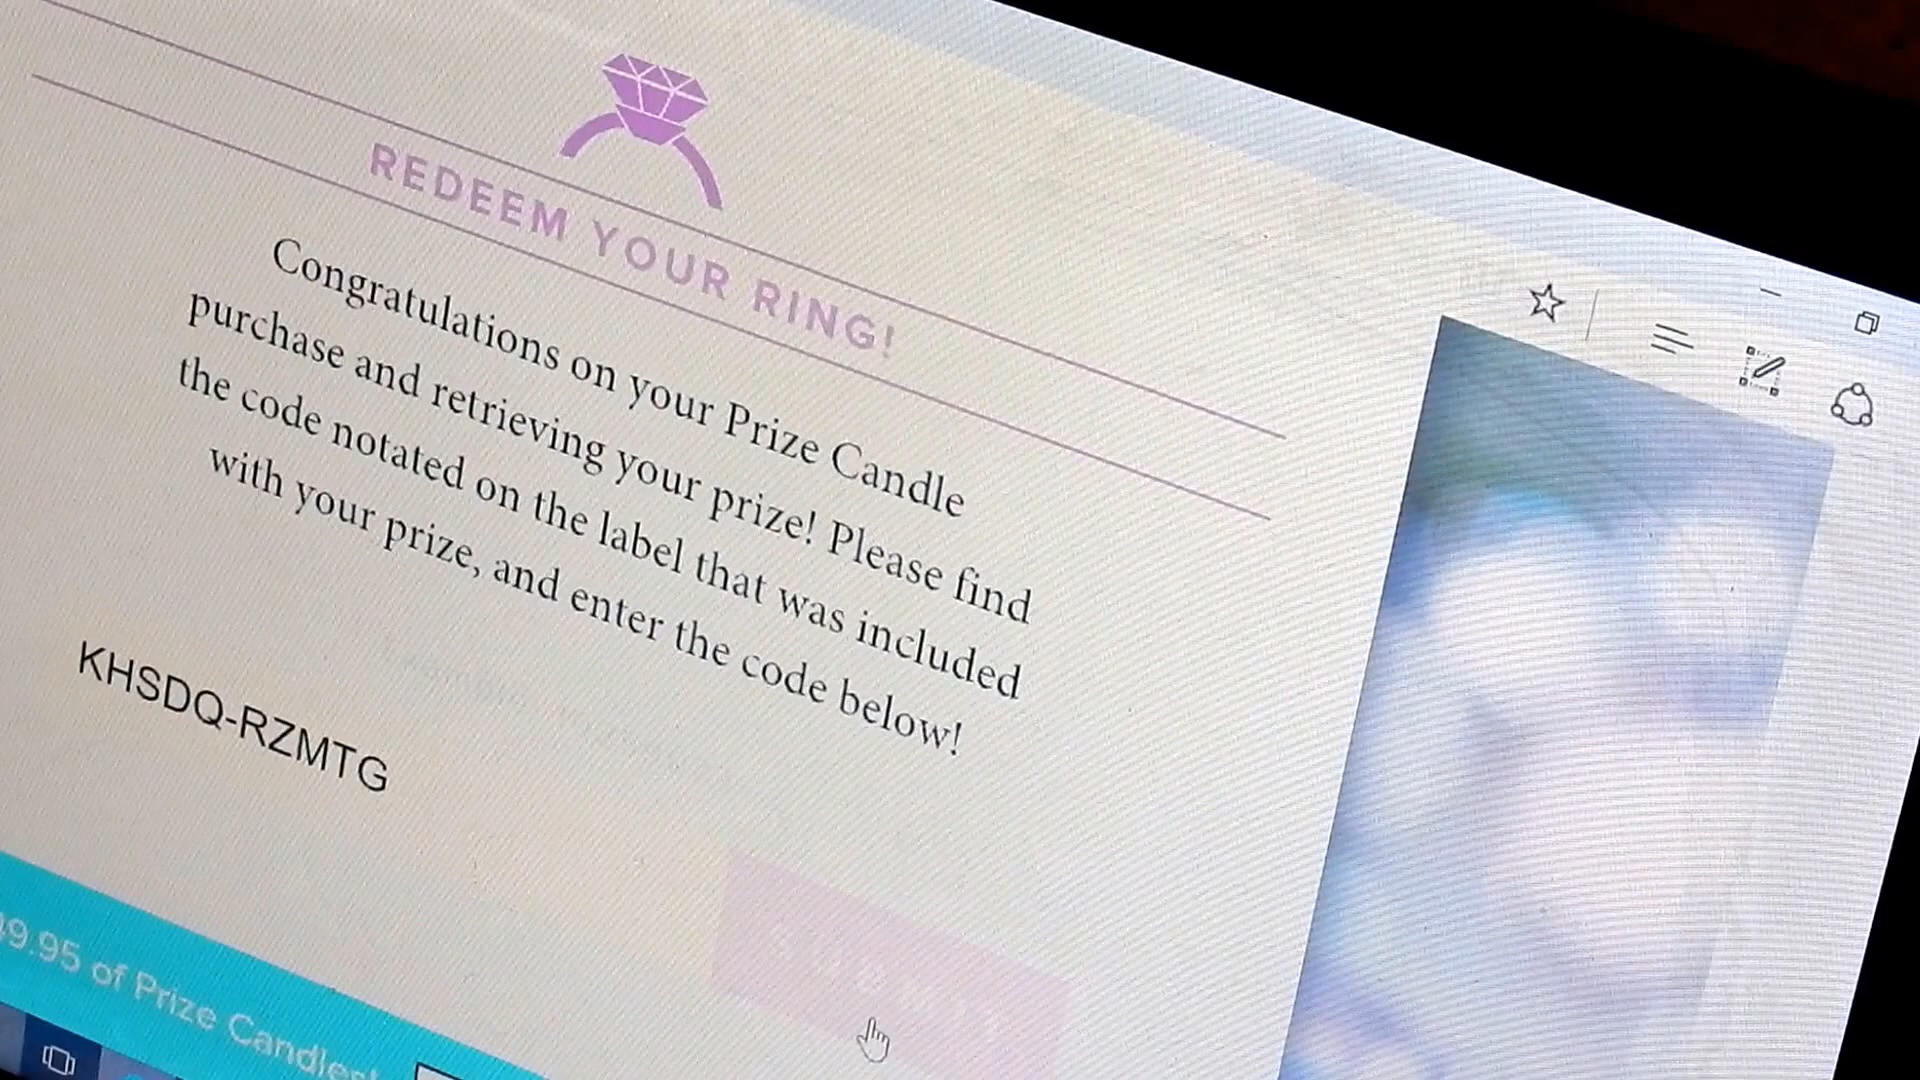 REDEEM YOUR RING!
Congratulations on your Prize Candle
purchase and retrieving your prize! Please find
the code notated on the label that was included
with your prize, and enter the code below!
KHSDQ-RZMTG
SUBMIT
9.95 of Prize Candles!